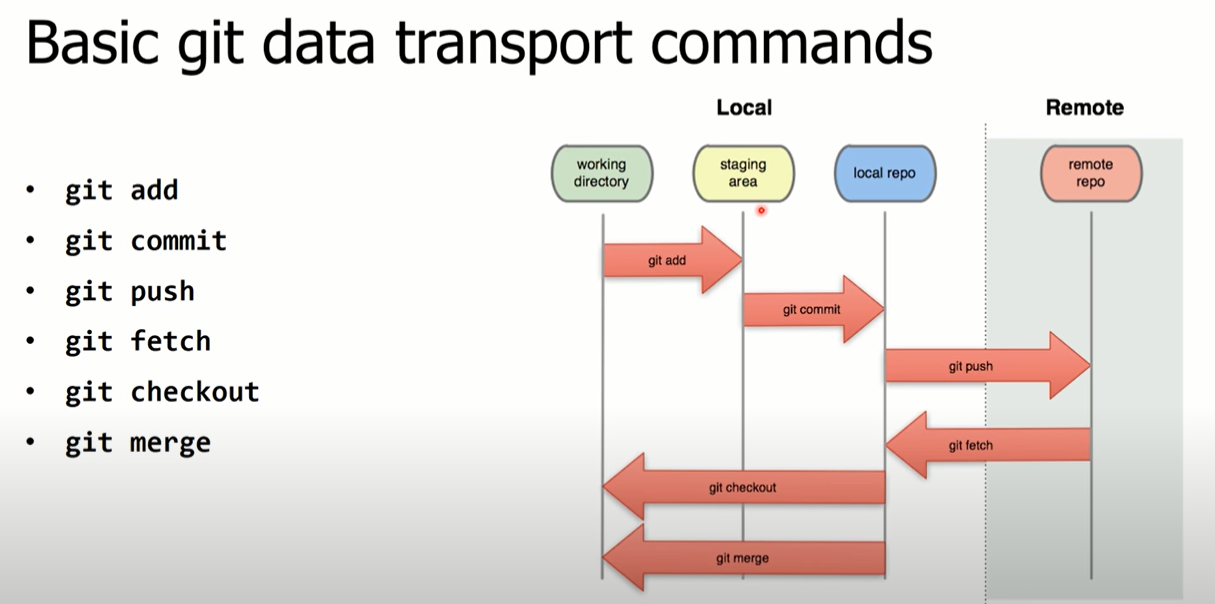 Basic git data transport commands
Local
Remote
working
directory
staging
area
local repo
remote
repo
• git add
• git commit
• git push
• git fetch
• git checkout
• git merge
git add
git commit
git push
git fetch
git checkout
git merge